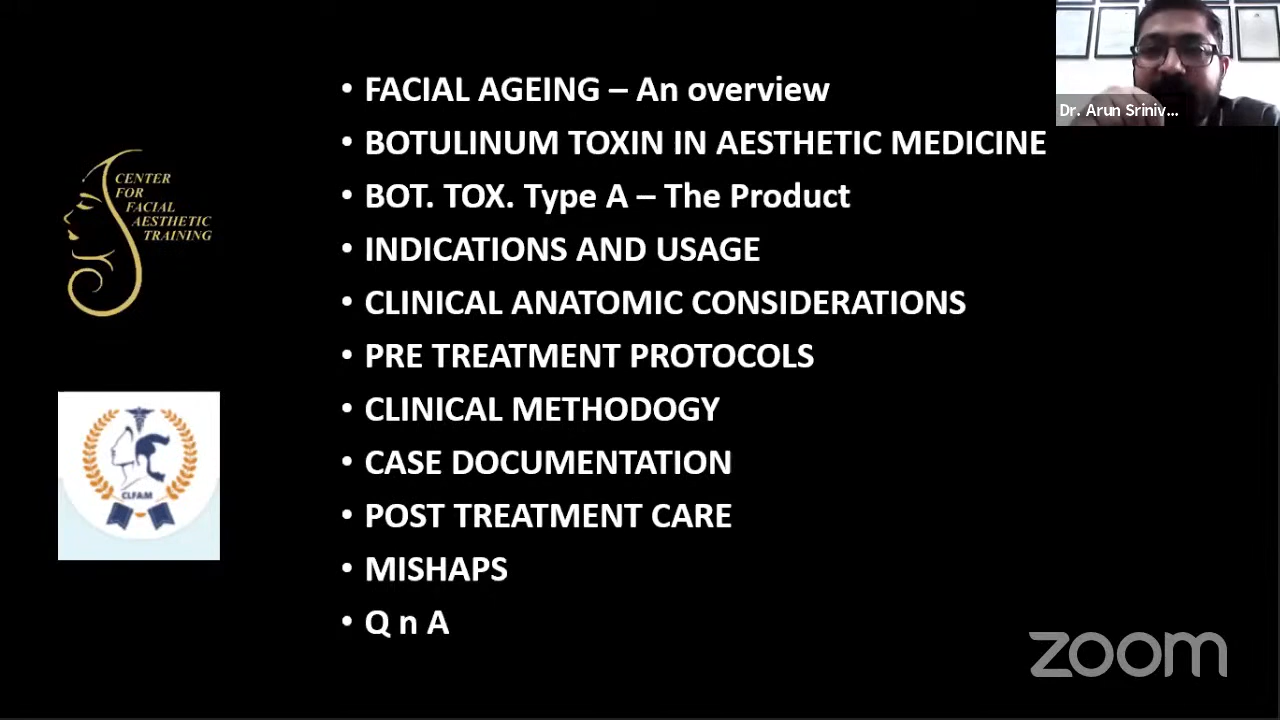 • FACIAL AGEING – An overview
• BOTULINUM TOXIN IN AESTHETIC MEDICINE
• BOT. TOX. Type A – The Product
• INDICATIONS AND USAGE
• CLINICAL ANATOMIC CONSIDERATIONS
• PRE TREATMENT PROTOCOLS
• CLINICAL METHODOGY
• CASE DOCUMENTATION
• POST TREATMENT CARE
• MISHAPS
• Q n A
CENTER
FOR
FACIAL
AESTHETIC
TRAINING
CLFAM
Dr. Arun Sriniv...
zoom